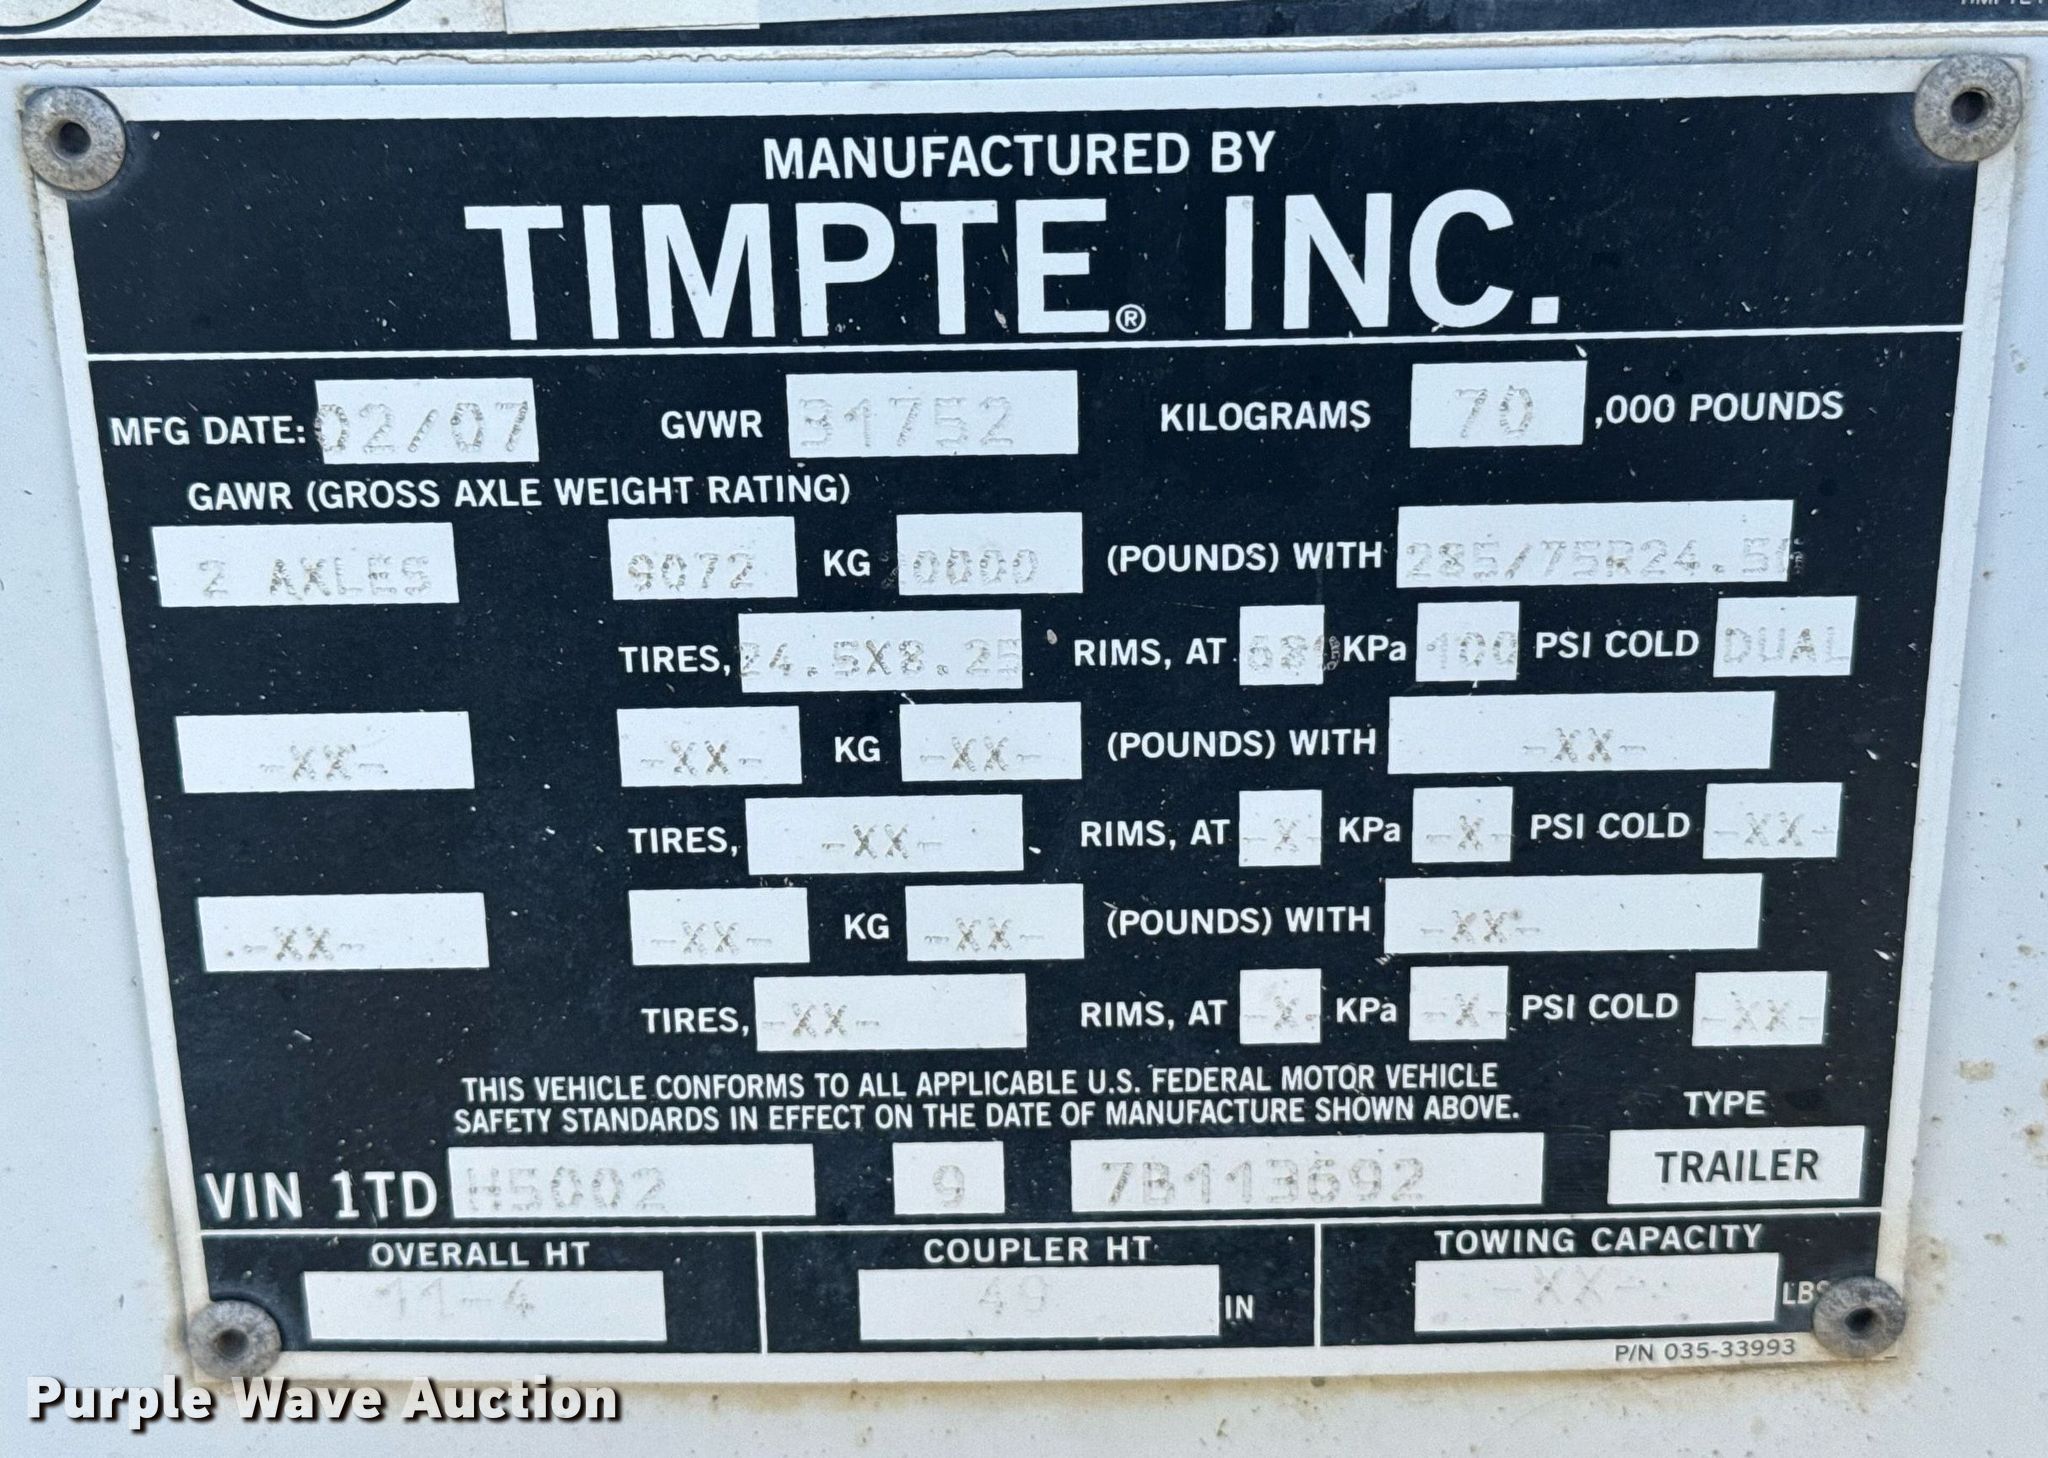 MANUFACTURED BY
TIMPTE® INC.
MFG DATE: 02/07 GVWR 31752 KILOGRAMS 70 ,000 POUNDS
GAWR (GROSS AXLE WEIGHT RATING)
2 AXLES 9072 KG 0000 (POUNDS) WITH 285/75R24.5
TIRES, 24.5X8.25 RIMS, AT 689 KPa 100 PSI COLD DUAL
-XX- -XX- KG -XX- (POUNDS) WITH -XX-
TIRES, -XX- RIMS, AT -X- KPa -X- PSI COLD -XX-
-XX- -XX- KG -XX- (POUNDS) WITH -XX-
TIRES, -XX- RIMS, AT -X- KPa -X- PSI COLD -XX-
THIS VEHICLE CONFORMS TO ALL APPLICABLE U.S. FEDERAL MOTOR VEHICLE
SAFETY STANDARDS IN EFFECT ON THE DATE OF MANUFACTURE SHOWN ABOVE.
TYPE
VIN 1TD H5002 9 7B113692 TRAILER
OVERALL HT COUPLER HT TOWING CAPACITY
11-4 49 IN -XX- LBS
P/N 035-33993
Purple Wave Auction